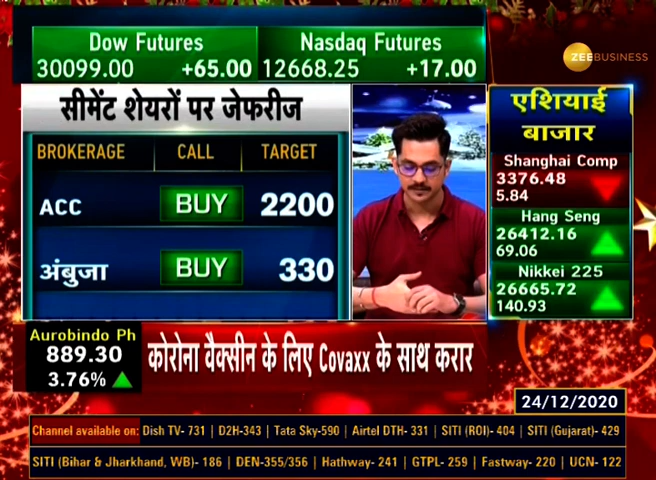 Dow Futures
30099.00 +65.00
Nasdaq Futures
12668.25 +17.00
ZEE BUSINESS
सीमेंट शेयरों पर जेफरीज
BROKERAGE CALL TARGET
ACC BUY 2200
अंबुजा BUY 330
एशियाई
बाजार
Shanghai Comp
3376.48
5.84
Hang Seng
26412.16
69.06
Nikkei 225
26665.72
140.93
Aurobindo Ph
889.30
3.76%
कोरोना वैक्सीन के लिए Covaxx के साथ करार
24/12/2020
Channel available on: Dish TV- 731 | D2H-343 | Tata Sky-590 | Airtel DTH- 331 | SITI (ROI)- 404 | SITI (Gujarat)- 429
SITI (Bihar & Jharkhand, WB)- 186 | DEN-355/356 | Hathway- 241 | GTPL- 259 | Fastway- 220 | UCN- 122